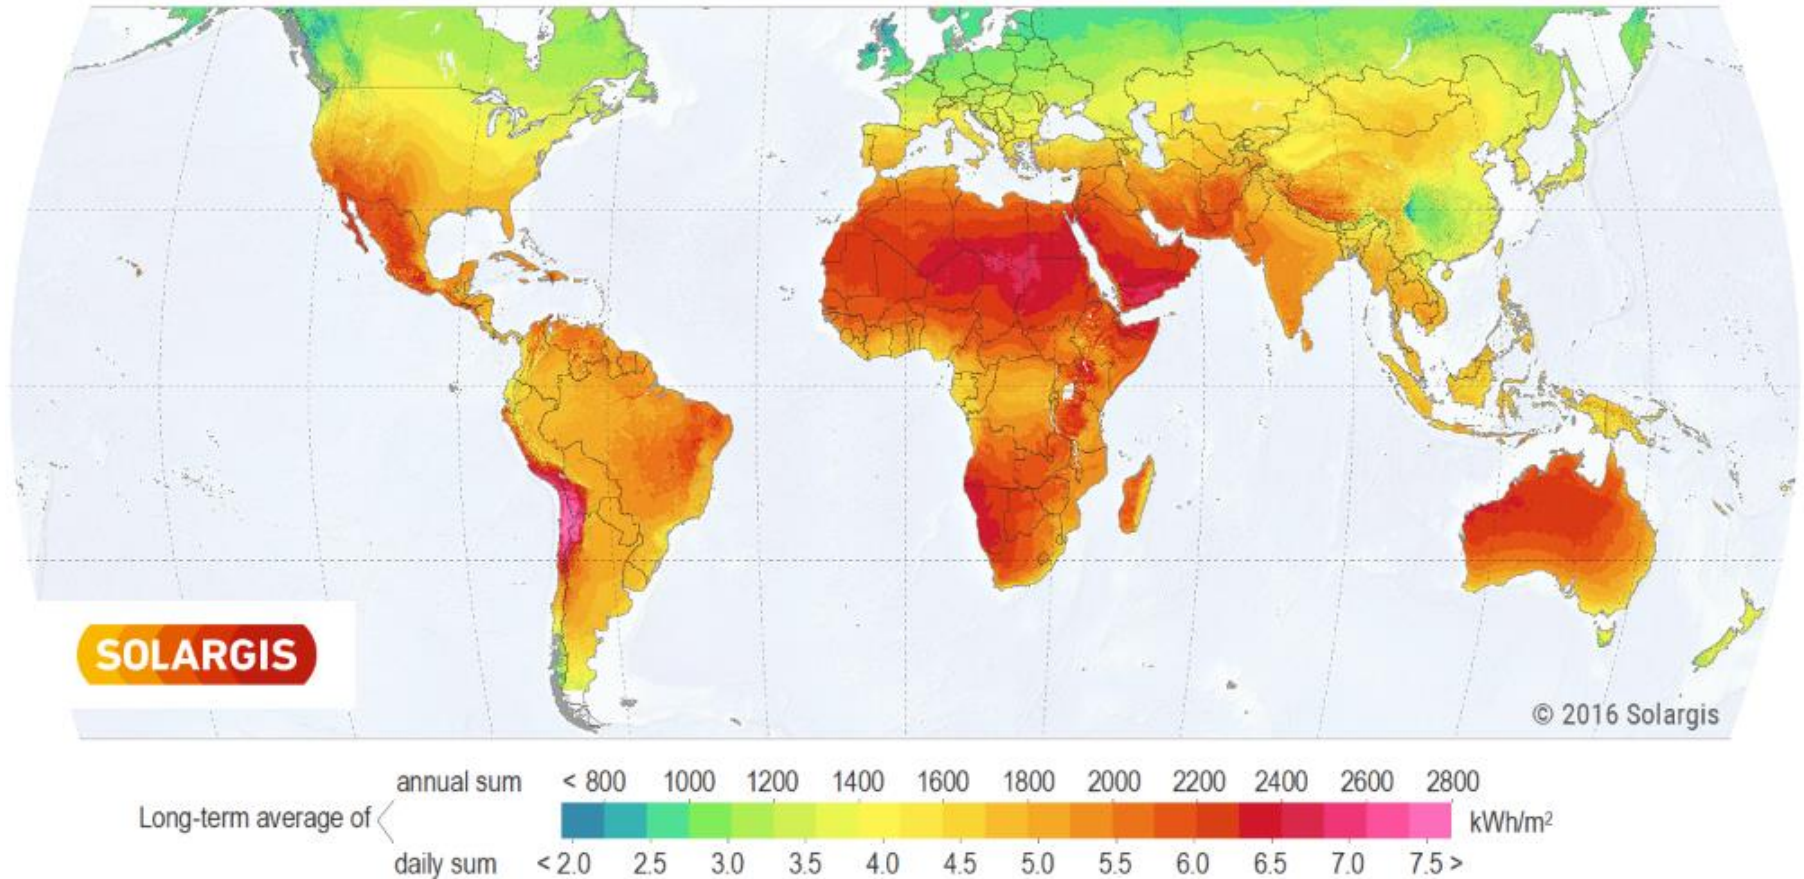 SOLARGIS
© 2016 Solargis
annual sum < 800 1000 1200 1400 1600 1800 2000 2200 2400 2600 2800
Long-term average of kWh/m²
daily sum < 2.0 2.5 3.0 3.5 4.0 4.5 5.0 5.5 6.0 6.5 7.0 7.5 >